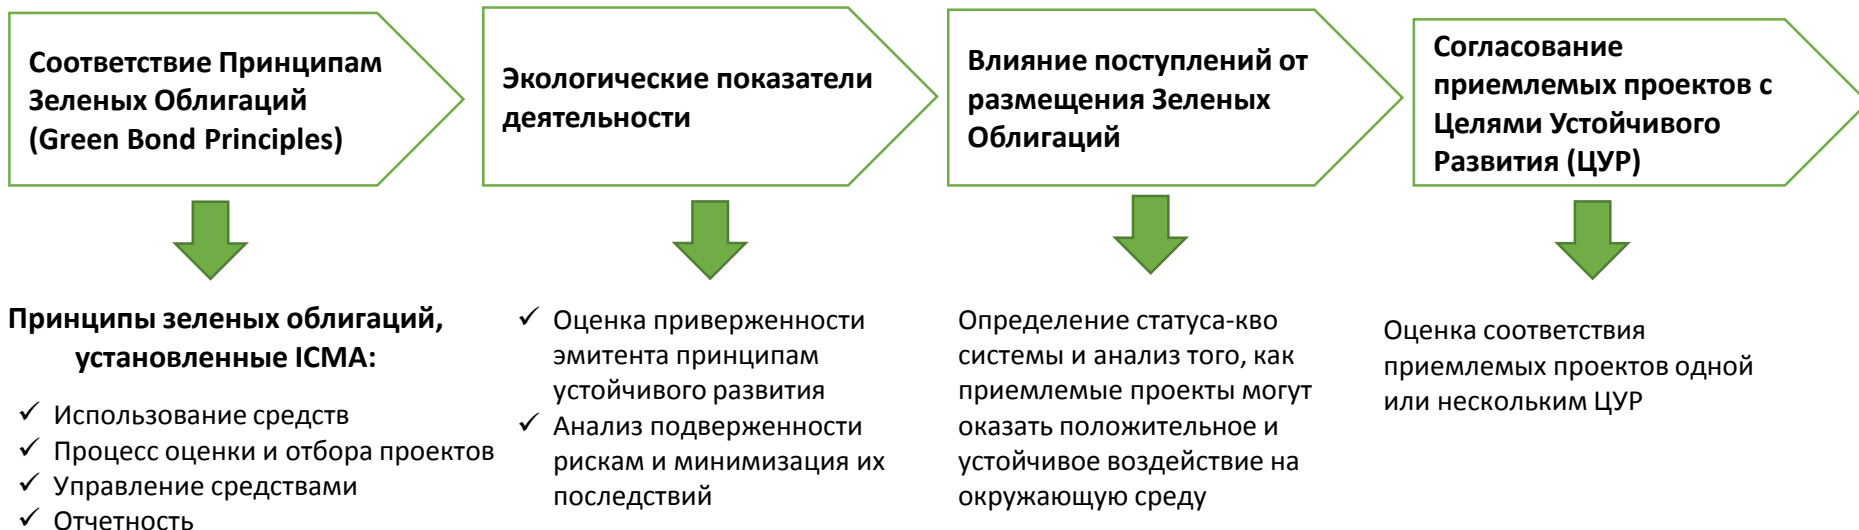 Соответствие Принципам
Зеленых Облигаций
(Green Bond Principles)
Экологические показатели
деятельности
Влияние поступлений от
размещения Зеленых
Облигаций
Согласование
приемлемых проектов с
Целями Устойчивого
Развития (ЦУР)
Принципы зеленых облигаций,
установленные ICMA:
✓ Использование средств
✓ Процесс оценки и отбора проектов
✓ Управление средствами
✓ Отчетность
✓ Оценка приверженности
эмитента принципам
устойчивого развития
✓ Анализ подверженности
рискам и минимизация их
последствий
Определение статуса-кво
системы и анализ того, как
приемлемые проекты могут
оказать положительное и
устойчивое воздействие на
окружающую среду
Оценка соответствия
приемлемых проектов одной
или нескольким ЦУР